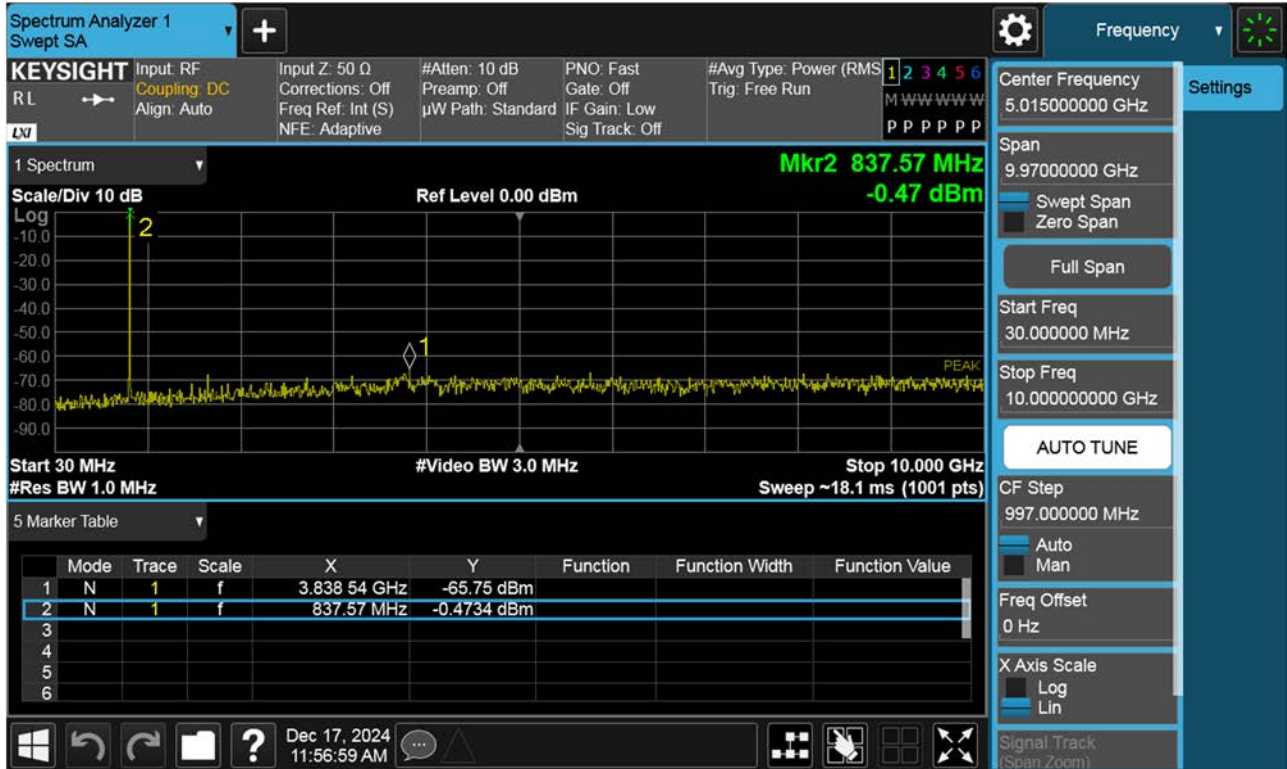 Spectrum Analyzer 1
Swept SA
+
Frequency
KEYSIGHT
RL
LXI
Input: RF
Coupling: DC
Align: Auto
Input Z: 50 Ω
Corrections: Off
Freq Ref: Int (S)
NFE: Adaptive
#Atten: 10 dB
Preamp: Off
µW Path: Standard
PNO: Fast
Gate: Off
IF Gain: Low
Sig Track: Off
#Avg Type: Power (RMS
Trig: Free Run
1 2 3 4 5 6
M W W W W W
P P P P P P
1 Spectrum
Mkr2 837.57 MHz
-0.47 dBm
Scale/Div 10 dB
Ref Level 0.00 dBm
Log
-10.0
-20.0
-30.0
-40.0
-50.0
-60.0
-70.0
-80.0
-90.0
2
1
PEAK
Start 30 MHz
#Video BW 3.0 MHz
Stop 10.000 GHz
#Res BW 1.0 MHz
Sweep ~18.1 ms (1001 pts)
5 Marker Table
Mode Trace Scale X Y Function Function Width Function Value
1 N 1 f 3.838 54 GHz -65.75 dBm
2 N 1 f 837.57 MHz -0.4734 dBm
3
4
5
6
?
Dec 17, 2024
11:56:59 AM
Center Frequency
5.015000000 GHz
Settings
Span
9.97000000 GHz
Swept Span
Zero Span
Full Span
Start Freq
30.000000 MHz
Stop Freq
10.000000000 GHz
AUTO TUNE
CF Step
997.000000 MHz
Auto
Man
Freq Offset
0 Hz
X Axis Scale
Log
Lin
Signal Track
(Span Zoom)